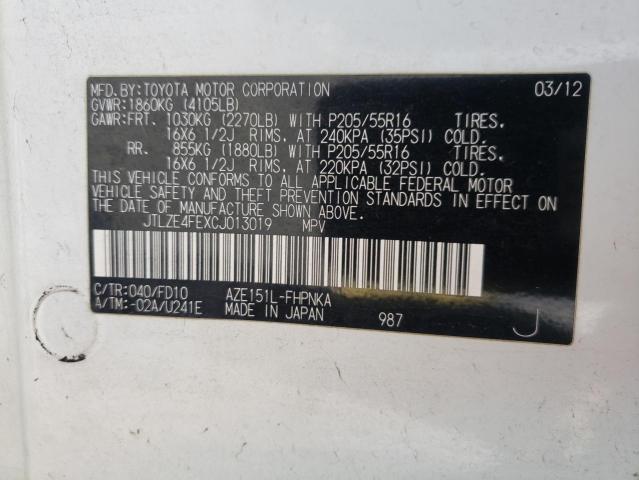 MFD.BY:TOYOTA MOTOR CORPORATION 03/12
GVWR:1860KG (4105LB)
GAWR:FRT. 1030KG (2270LB) WITH P205/55R16 TIRES.
16X6 1/2J RIMS, AT 240KPA (35PSI) COLD.
RR. 855KG (1880LB) WITH P205/55R16 TIRES.
16X6 1/2J RIMS, AT 220KPA (32PSI) COLD.
THIS VEHICLE CONFORMS TO ALL APPLICABLE FEDERAL MOTOR
VEHICLE SAFETY AND THEFT PREVENTION STANDARDS IN EFFECT ON
THE DATE OF MANUFACTURE SHOWN ABOVE.
JTLZE4FEXCJ013019 MPV
C/TR:040/FD10 AZE151L-FHPNKA
A/TM:-02A/U241E MADE IN JAPAN 987 J